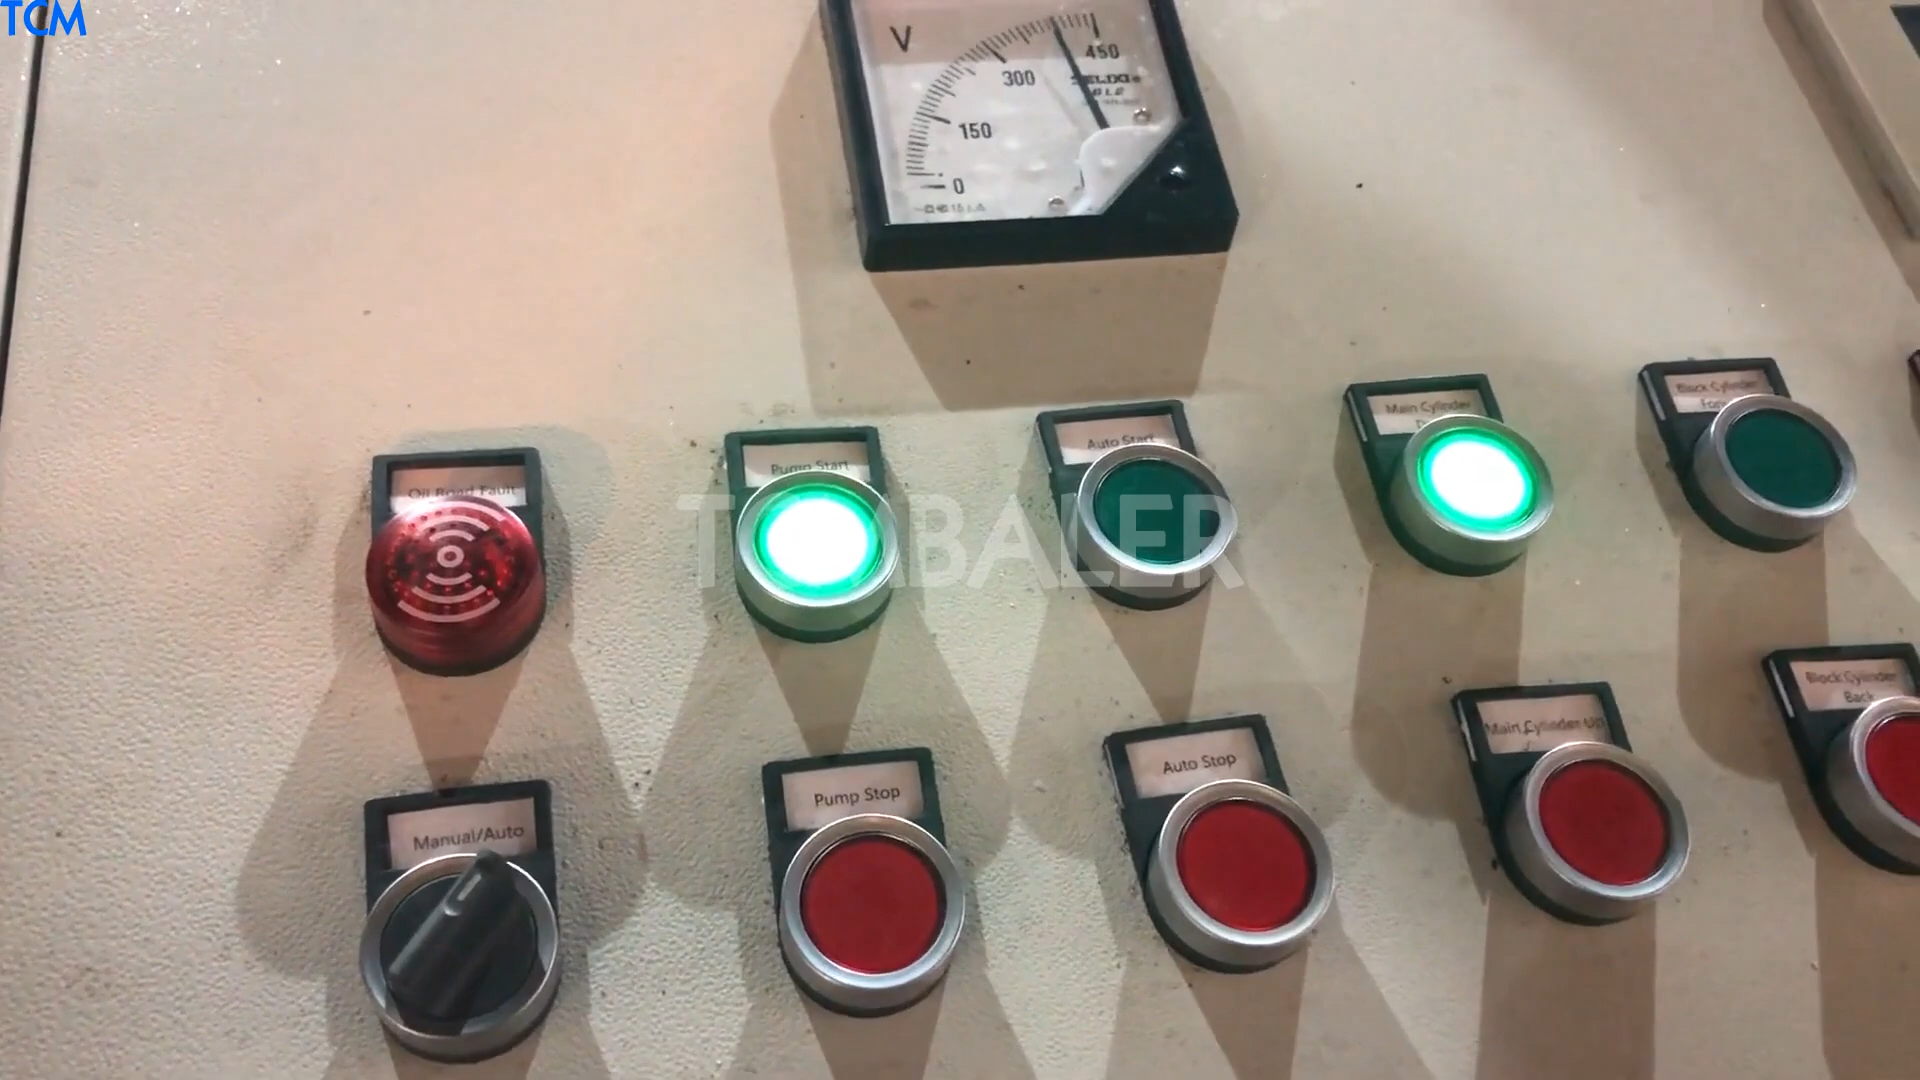 TCM
V
450
300
150
0
Oil Road Fault
Pump Start
Auto Start
Main Cylinder
Block Cylinder
TCMBALER
Manual/Auto
Pump Stop
Auto Stop
Main Cylinder Up
Block Cylinder
Back